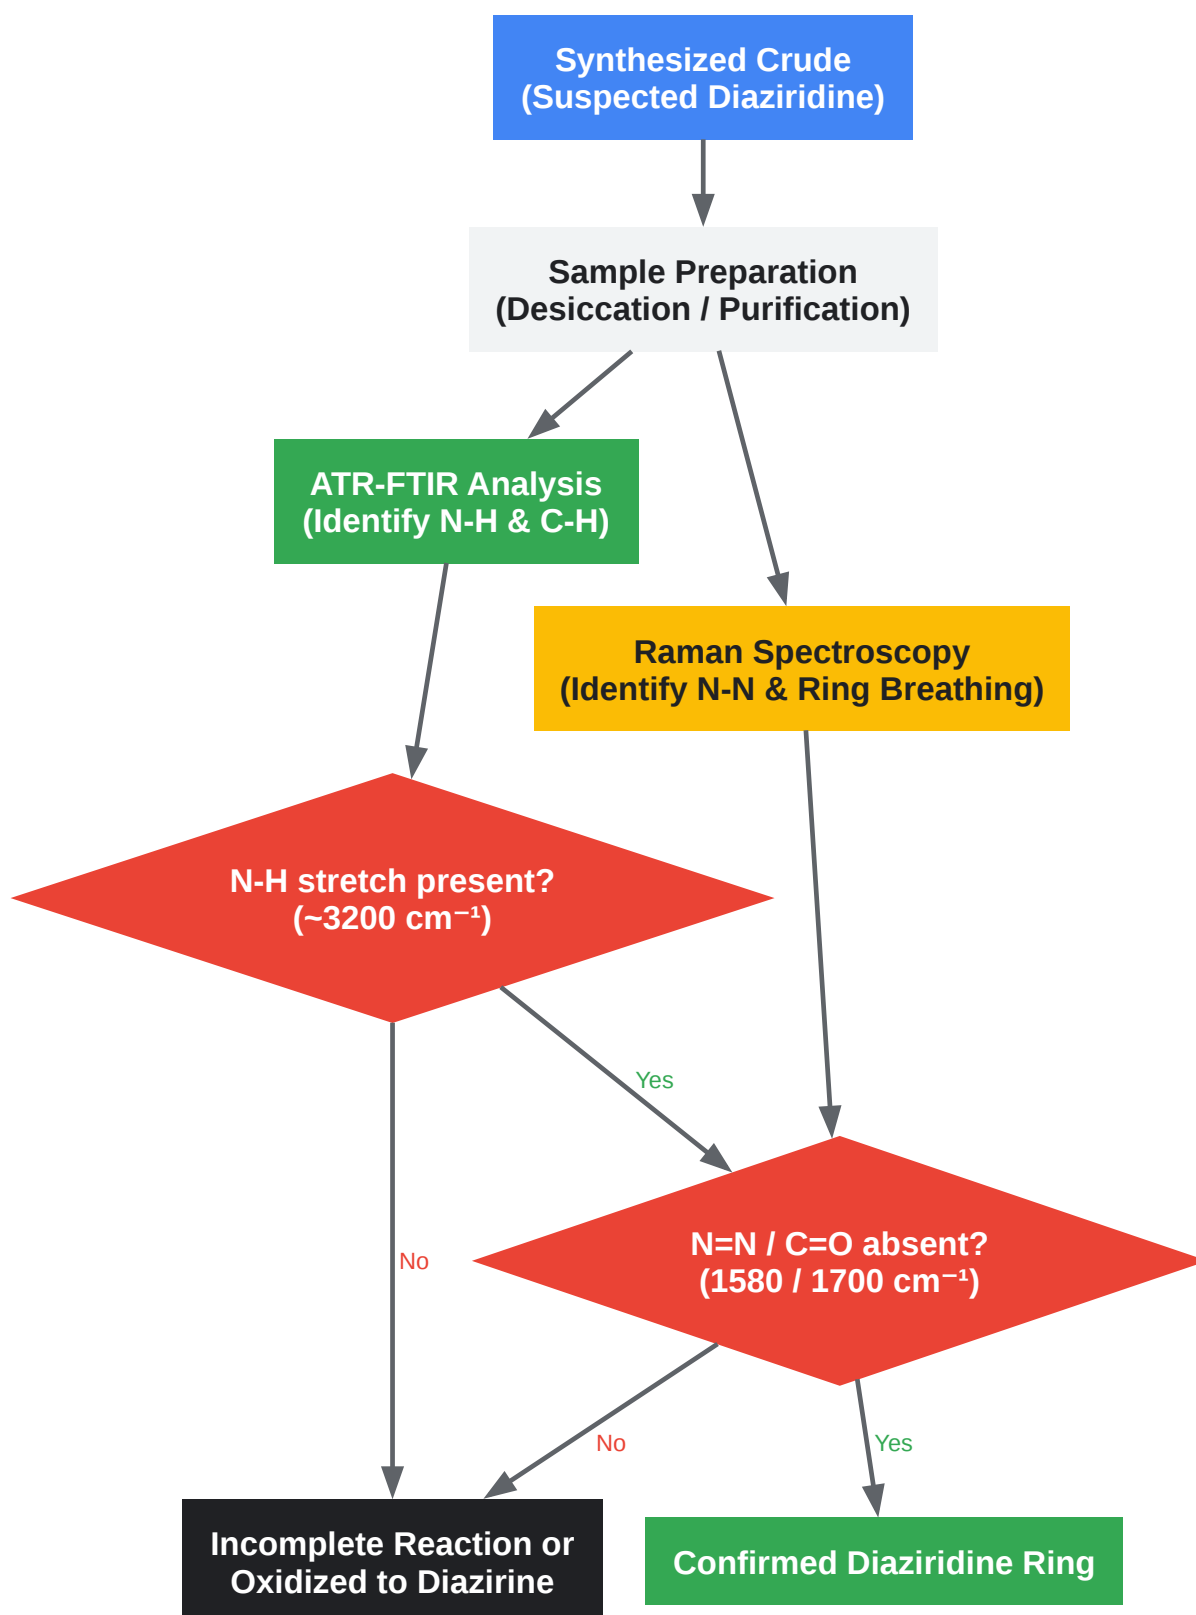 Synthesized Crude
(Suspected Diaziridine)
Sample Preparation
(Desiccation / Purification)
ATR-FTIR Analysis
(Identify N-H & C-H)
Raman Spectroscopy
(Identify N-N & Ring Breathing)
N-H stretch present?
(~3200 cm⁻¹)
Yes
N=N / C=O absent?
(1580 / 1700 cm⁻¹)
No
No
Yes
Incomplete Reaction or
Oxidized to Diazirine
Confirmed Diaziridine Ring